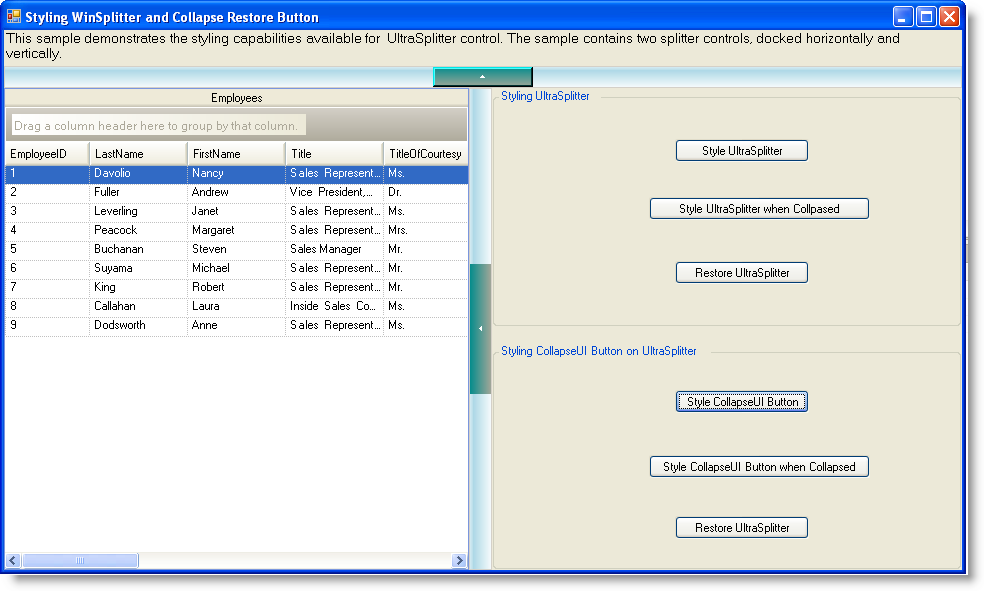 Styling WinSplitter and Collapse Restore Button
This sample demonstrates the styling capabilities available for UltraSplitter control. The sample contains two splitter controls, docked horizontally and
vertically.
Employees
Drag a column header here to group by that column.
EmployeeID LastName FirstName Title TitleOfCourtesy
1 Davolio Nancy Sales Represent... Ms.
2 Fuller Andrew Vice President,... Dr.
3 Leverling Janet Sales Represent... Ms.
4 Peacock Margaret Sales Represent... Mrs.
5 Buchanan Steven Sales Manager Mr.
6 Suyama Michael Sales Represent... Mr.
7 King Robert Sales Represent... Mr.
8 Callahan Laura Inside Sales Co... Ms.
9 Dodsworth Anne Sales Represent... Ms.
Styling UltraSplitter
Style UltraSplitter
Style UltraSplitter when Collpased
Restore UltraSplitter
Styling CollapseUI Button on UltraSplitter
Style CollapseUI Button
Style CollapseUI Button when Collapsed
Restore UltraSplitter